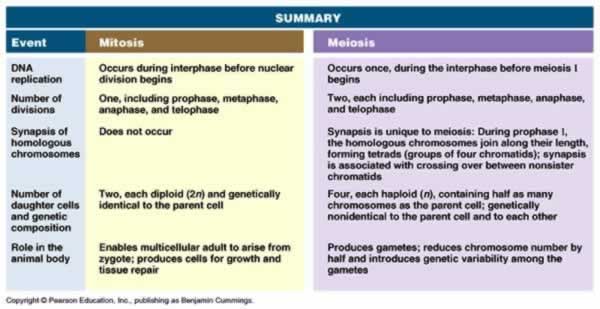 SUMMARY
Event Mitosis Meiosis
DNA
replication
Occurs during interphase before nuclear
division begins
Occurs once, during the interphase before meiosis I
begins
Number of
divisions
One, including prophase, metaphase,
anaphase, and telophase
Two, each including prophase, metaphase, anaphase,
and telophase
Synapsis of
homologous
chromosomes
Does not occur
Synapsis is unique to meiosis: During prophase I,
the homologous chromosomes join along their length,
forming tetrads (groups of four chromatids); synapsis
is associated with crossing over between nonsister
chromatids
Number of
daughter cells
and genetic
composition
Two, each diploid (2n) and genetically
identical to the parent cell
Four, each haploid (n), containing half as many
chromosomes as the parent cell; genetically
nonidentical to the parent cell and to each other
Role in the
animal body
Enables multicellular adult to arise from
zygote; produces cells for growth and
tissue repair
Produces gametes; reduces chromosome number by
half and introduces genetic variability among the
gametes
Copyright © Pearson Education, Inc., publishing as Benjamin Cummings.